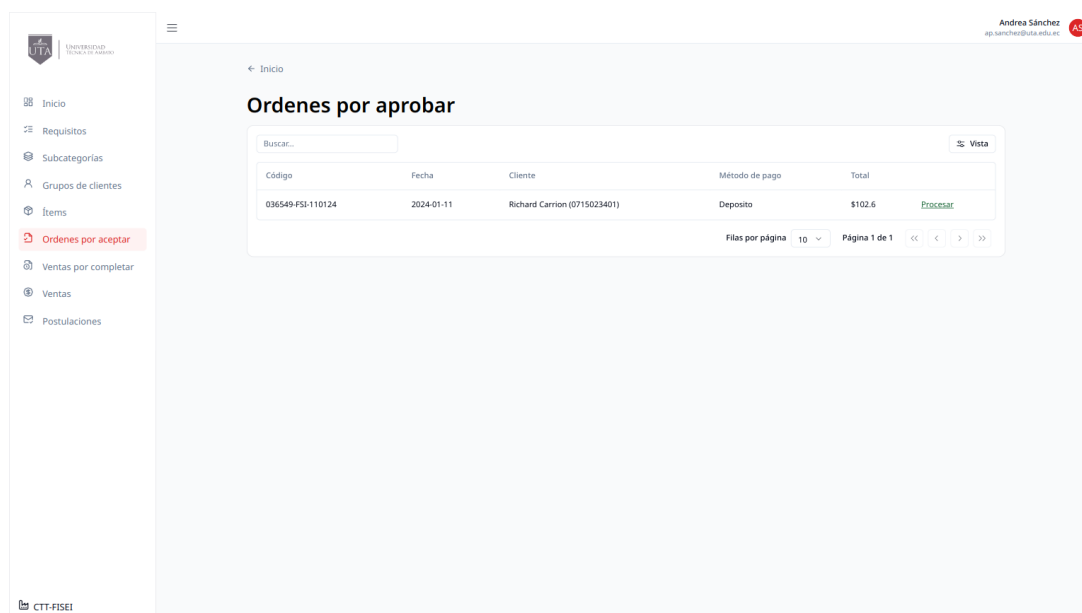 Andrea Sánchez
ap.sanchez@uta.edu.ec
AS
UTA
UNIVERSIDAD
TÉCNICA DE AMBATO
← Inicio
Inicio
Requisitos
Subcategorías
Grupos de clientes
Ítems
Ordenes por aceptar
Ventas por completar
Ventas
Postulaciones
CTT-FISEI
Ordenes por aprobar
Buscar...
Vista
Código Fecha Cliente Método de pago Total
036549-FSI-110124 2024-01-11 Richard Carrion (0715023401) Deposito $102.6 Procesar
Filas por página 10 Página 1 de 1